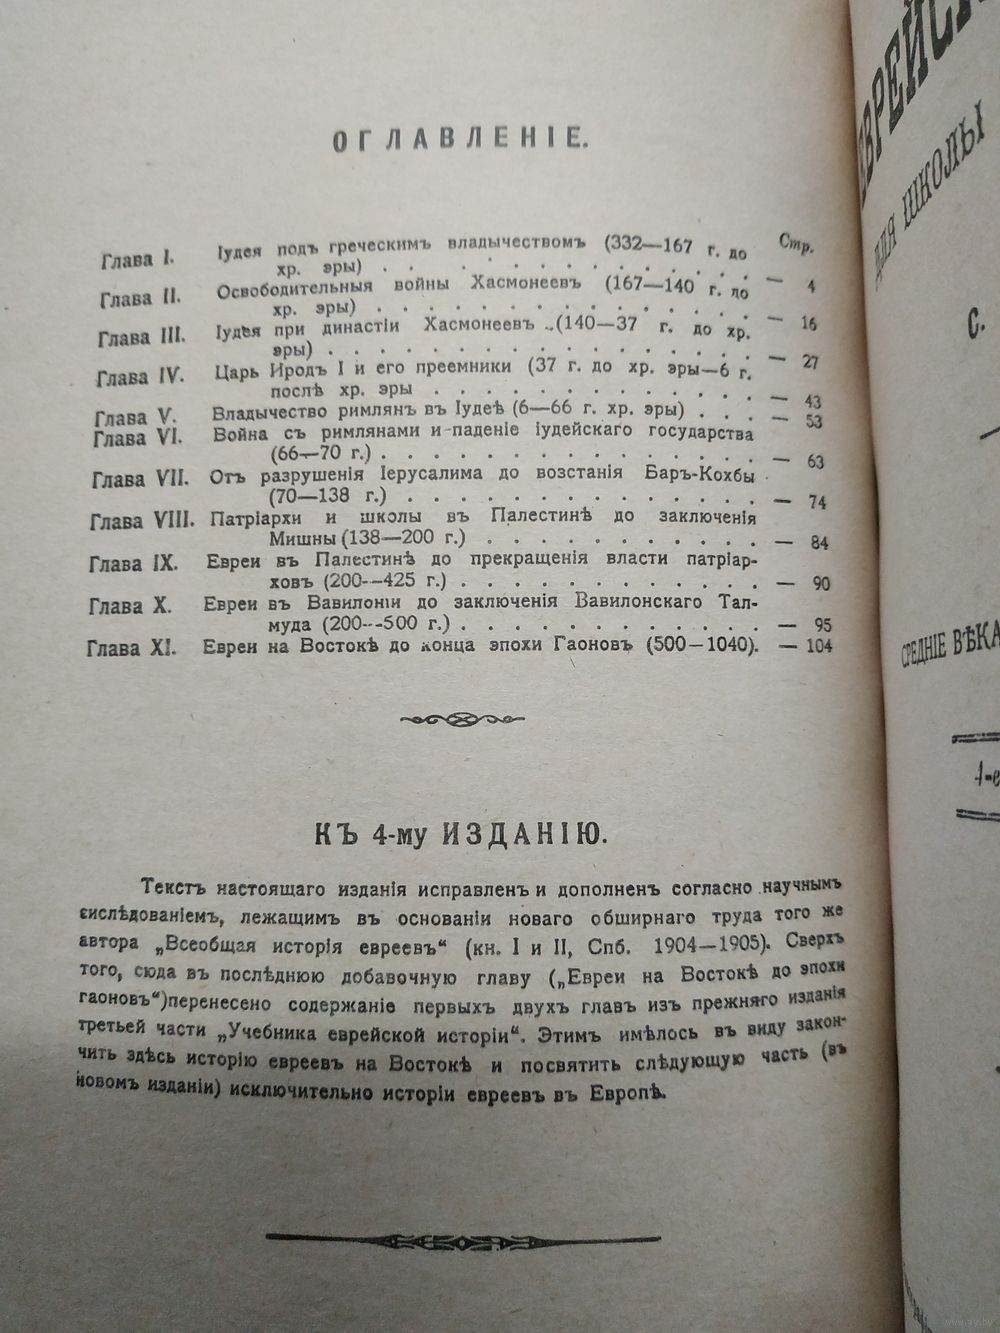 ОГЛАВЛЕНІЕ.
Стр.
Глава I. Іудея подъ греческимъ владычествомъ (332—167 г. до
хр. эры) . . . . . . . . . . . . — 4
Глава II. Освободительныя войны Хасмонеевъ (167—140 г. до
хр. эры) . . . . . . . . . . . . — 16
Глава III. Іудея при династіи Хасмонеевъ (140—37 г. до хр.
эры) . . . . . . . . . . . . . . — 27
Глава IV. Царь Иродъ I и его преемники (37 г. до хр. эры—6 г.
послѣ хр. эры . . . . . . . . . . — 43
Глава V. Владычество римлянъ въ Іудеѣ (6—66 г. хр. эры) . . . — 53
Глава VI. Война съ римлянами и паденіе іудейскаго государства
(66—70 г.) . . . . . . . . . . . . — 63
Глава VII. Отъ разрушенія Іерусалима до возстанія Баръ-Кохбы
(70—138 г.) . . . . . . . . . . . — 74
Глава VIII. Патріархи и школы въ Палестинѣ до заключенія
Мишны (138—200 г.) . . . . . . . . . — 84
Глава IX. Евреи въ Палестинѣ до прекращенія власти патріар-
ховъ (200—425 г.) . . . . . . . . . . — 90
Глава X. Евреи въ Вавилоніи до заключенія Вавилонскаго Тал-
муда (200—500 г.) . . . . . . . . . . — 95
Глава XI. Евреи на Востокѣ до конца эпохи Гаоновъ (500—1040). — 104
КЪ 4-му ИЗДАНІЮ.
Текстъ настоящаго изданія исправленъ и дополненъ согласно научнымъ
єислѣдованіемъ, лежащимъ въ основаніи новаго обширнаго труда того же
автора „Всеобщая исторія евреевъ“ (кн. I и II, Спб. 1904—1905). Сверхъ
того, сюда въ послѣднюю добавочную главу („Евреи на Востокѣ до эпохи
гаоновъ“)перенесено содержаніе первыхъ двухъ главъ изъ прежняго изданія
третьей части „Учебника еврейской исторіи“. Этимъ имѣлось въ виду закон-
чить здѣсь исторію евреевъ на Востокѣ и посвятить слѣдующую часть (въ
новомъ изданіи) исключительно исторіи евреевъ въ Европѣ.
ЕВРЕЙСК
ДЛЯ ШКОЛЫ
С.
СРЕДНІЕ ВѢКА
1-е
www.ay.by